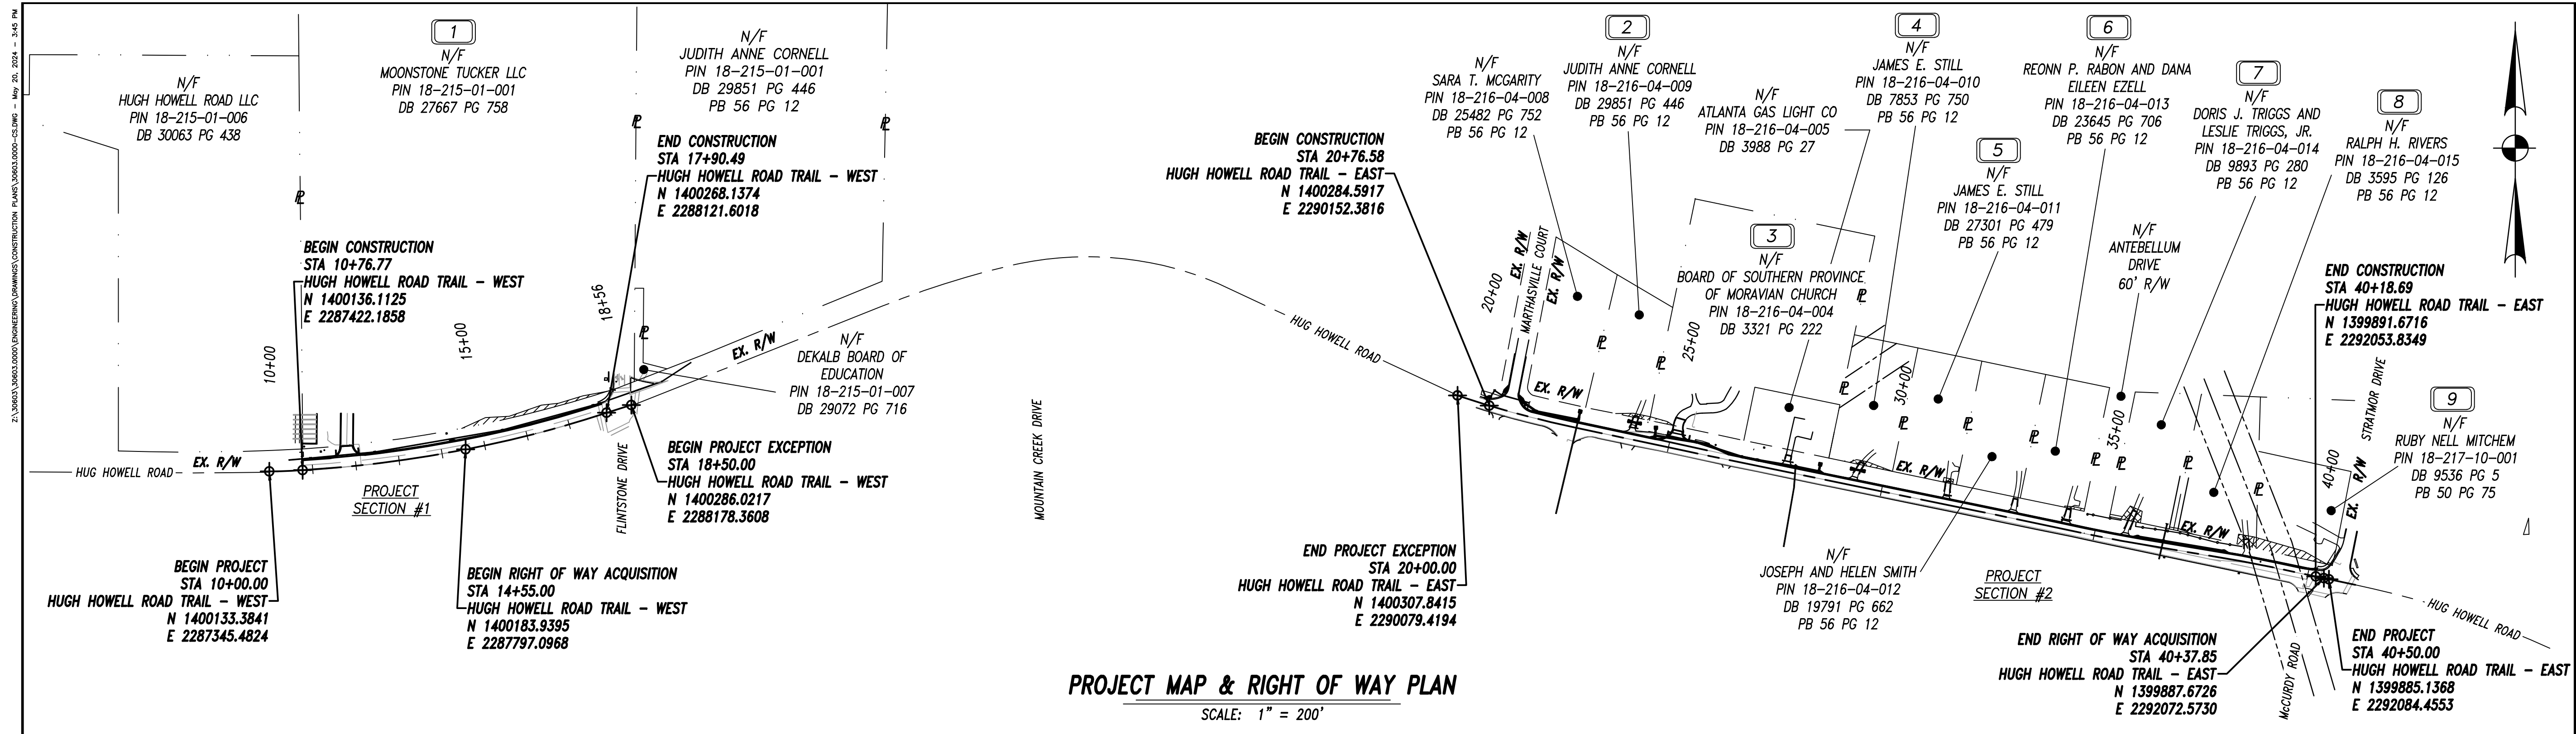 Z:\30603\30603.0000\ENGINEERING\DRAWINGS\CONSTRUCTION PLANS\30603.0000-CS.DWG - May 20, 2024 - 3:45 PM
N/F
HUGH HOWELL ROAD LLC
PIN 18-215-01-006
DB 30063 PG 438
1
N/F
MOONSTONE TUCKER LLC
PIN 18-215-01-001
DB 27667 PG 758
N/F
JUDITH ANNE CORNELL
PIN 18-215-01-001
DB 29851 PG 446
PB 56 PG 12
PL
PL
PL
END CONSTRUCTION
STA 17+90.49
HUGH HOWELL ROAD TRAIL - WEST
N 1400268.1374
E 2288121.6018
BEGIN CONSTRUCTION
STA 10+76.77
HUGH HOWELL ROAD TRAIL - WEST
N 1400136.1125
E 2287422.1858
10+00
15+00
18+56
PL
EX. R/W
N/F
DEKALB BOARD OF
EDUCATION
PIN 18-215-01-007
DB 29072 PG 716
HUG HOWELL ROAD
EX. R/W
PROJECT
SECTION #1
FLINTSTONE DRIVE
BEGIN PROJECT EXCEPTION
STA 18+50.00
HUGH HOWELL ROAD TRAIL - WEST
N 1400286.0217
E 2288178.3608
BEGIN PROJECT
STA 10+00.00
HUGH HOWELL ROAD TRAIL - WEST
N 1400133.3841
E 2287345.4824
BEGIN RIGHT OF WAY ACQUISITION
STA 14+55.00
HUGH HOWELL ROAD TRAIL - WEST
N 1400183.9395
E 2287797.0968
MOUNTAIN CREEK DRIVE
HUG HOWELL ROAD
BEGIN CONSTRUCTION
STA 20+76.58
HUGH HOWELL ROAD TRAIL - EAST
N 1400284.5917
E 2290152.3816
N/F
SARA T. MCGARITY
PIN 18-216-04-008
DB 25482 PG 752
PB 56 PG 12
2
N/F
JUDITH ANNE CORNELL
PIN 18-216-04-009
DB 29851 PG 446
PB 56 PG 12
N/F
ATLANTA GAS LIGHT CO
PIN 18-216-04-005
DB 3988 PG 27
4
N/F
JAMES E. STILL
PIN 18-216-04-010
DB 7853 PG 750
PB 56 PG 12
5
N/F
JAMES E. STILL
PIN 18-216-04-011
DB 27301 PG 479
PB 56 PG 12
6
N/F
REONN P. RABON AND DANA
EILEEN EZELL
PIN 18-216-04-013
DB 23645 PG 706
PB 56 PG 12
7
N/F
DORIS J. TRIGGS AND
LESLIE TRIGGS, JR.
PIN 18-216-04-014
DB 9893 PG 280
PB 56 PG 12
8
N/F
RALPH H. RIVERS
PIN 18-216-04-015
DB 3595 PG 126
PB 56 PG 12
3
N/F
BOARD OF SOUTHERN PROVINCE
OF MORAVIAN CHURCH
PIN 18-216-04-004
DB 3321 PG 222
N/F
ANTEBELLUM
DRIVE
60' R/W
END CONSTRUCTION
STA 40+18.69
HUGH HOWELL ROAD TRAIL - EAST
N 1399891.6716
E 2292053.8349
20+00
EX. R/W
MARTHASVILLE COURT
EX. R/W
PL
PL
25+00
PL
PL
30+00
PL
PL
PL
35+00
PL
PL
PL
PL
40+00
EX. R/W
STRATMOR DRIVE
EX. R/W
EX. R/W
EX. R/W
9
N/F
RUBY NELL MITCHEM
PIN 18-217-10-001
DB 9536 PG 5
PB 50 PG 75
END PROJECT EXCEPTION
STA 20+00.00
HUGH HOWELL ROAD TRAIL - EAST
N 1400307.8415
E 2290079.4194
N/F
JOSEPH AND HELEN SMITH
PIN 18-216-04-012
DB 19791 PG 662
PB 56 PG 12
PROJECT
SECTION #2
HUG HOWELL ROAD
END RIGHT OF WAY ACQUISITION
STA 40+37.85
HUGH HOWELL ROAD TRAIL - EAST
N 1399887.6726
E 2292072.5730
McCURDY ROAD
END PROJECT
STA 40+50.00
HUGH HOWELL ROAD TRAIL - EAST
N 1399885.1368
E 2292084.4553
PROJECT MAP & RIGHT OF WAY PLAN
SCALE: 1" = 200'